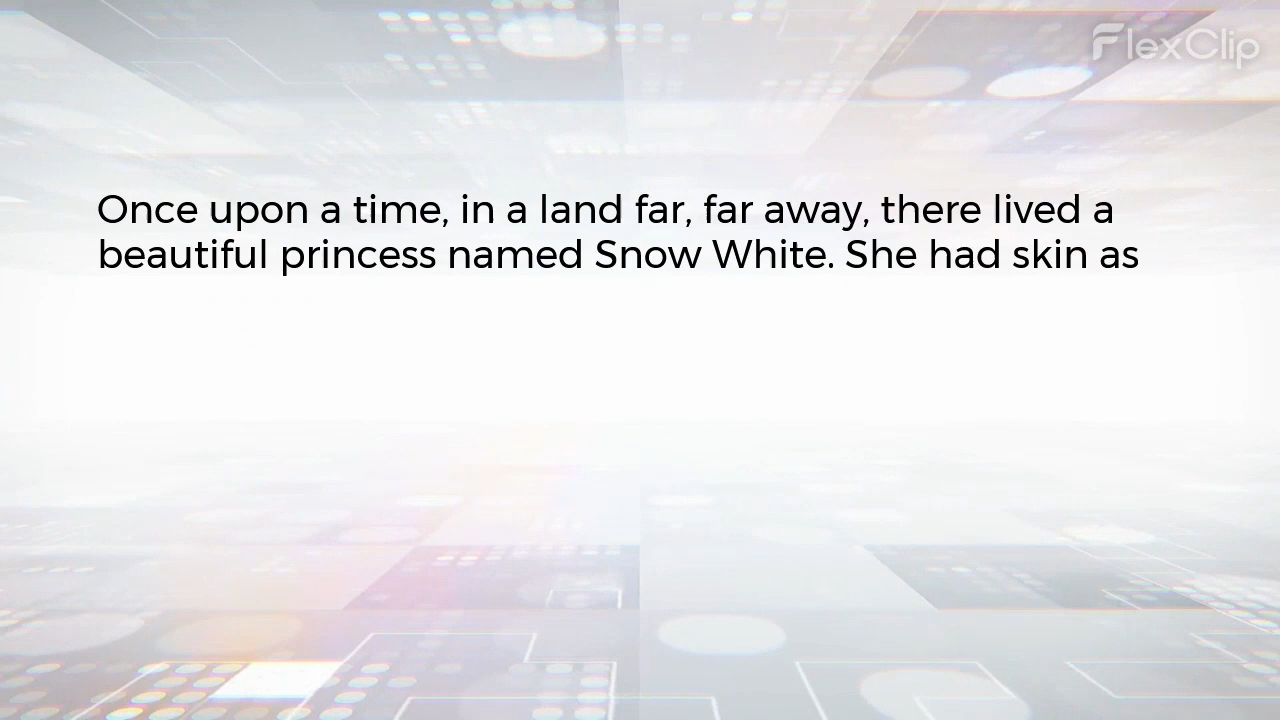 FlexClip
Once upon a time, in a land far, far away, there lived a
beautiful princess named Snow White. She had skin as